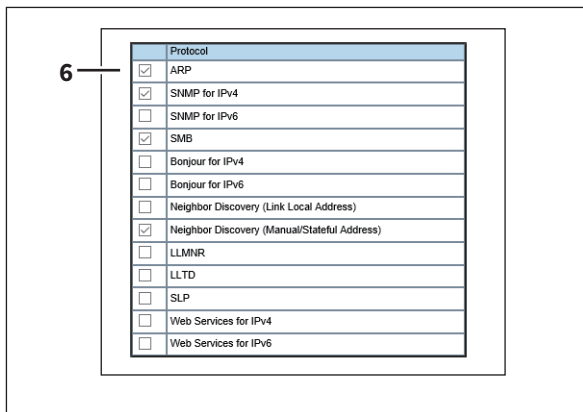 Protocol
6
ARP
SNMP for IPv4
SNMP for IPv6
SMB
Bonjour for IPv4
Bonjour for IPv6
Neighbor Discovery (Link Local Address)
Neighbor Discovery (Manual/Stateful Address)
LLMNR
LLTD
SLP
Web Services for IPv4
Web Services for IPv6